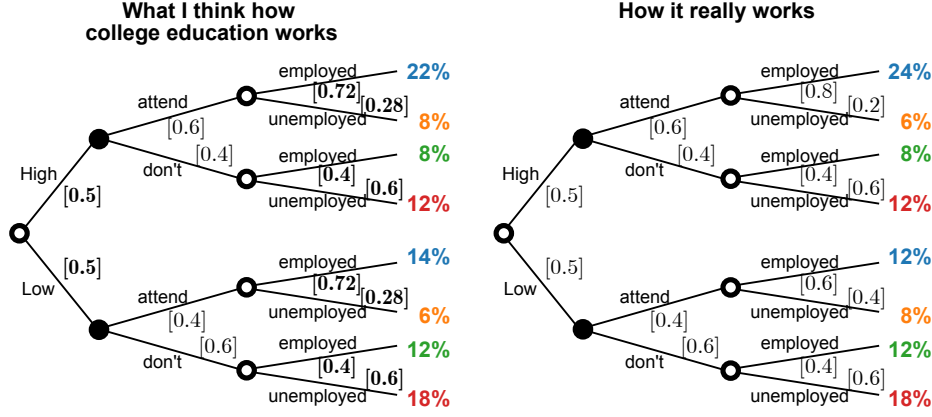 What I think how
college education works
employed
22%
[0.72]
attend
[0.28]
unemployed
8%
[0.6]
[0.4]
employed
8%
don't
[0.4]
High
[0.6]
unemployed
12%
[0.5]
[0.5]
employed
14%
Low
[0.72]
attend
[0.28]
unemployed
6%
[0.4]
[0.6]
employed
12%
don't
[0.4]
[0.6]
unemployed
18%
How it really works
employed
24%
[0.8]
attend
[0.2]
unemployed
6%
[0.6]
[0.4]
employed
8%
don't
[0.4]
High
[0.6]
unemployed
12%
[0.5]
[0.5]
employed
12%
Low
[0.6]
attend
[0.4]
unemployed
8%
[0.4]
[0.6]
employed
12%
don't
[0.4]
[0.6]
unemployed
18%